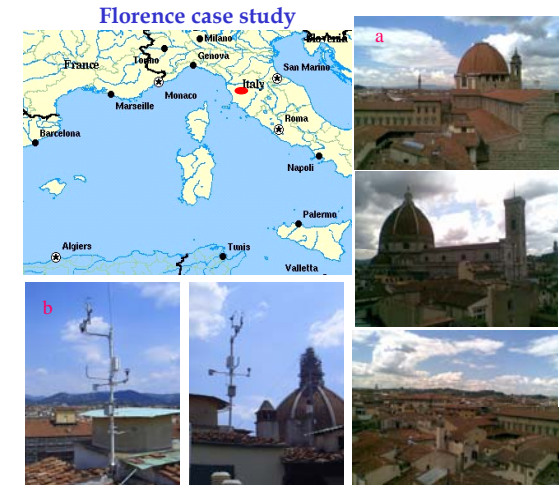 Florence case study
a
Milano
Slovenia
Torino
Genova
France
San Marino
Italy
Monaco
Marseille
Roma
Barcelona
Napoli
Palermo
Algiers
Tunis
Valletta
b